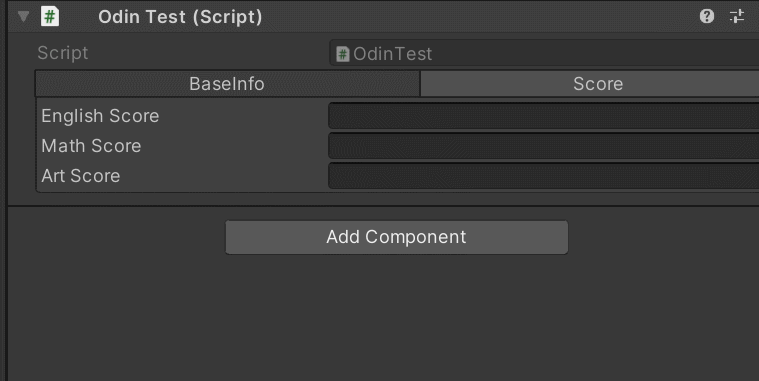 Odin Test (Script)
Script OdinTest
BaseInfo Score
English Score
Math Score
Art Score
Add Component